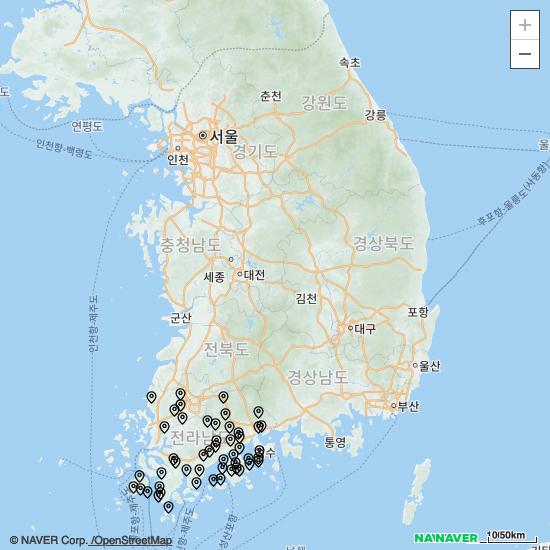 +
−
속초
춘천
강원도
강릉
연평도
서울
인천항-백령도
인천
경기도
울
후포항-울릉도(사동항)
충청남도
경상북도
세종
대전
김천
인천항-제주도
군산
포항
대구
전북도
울산
경상남도
부산
전라남도
통영
수
© NAVER Corp. /OpenStreetMap
NAVER
10/50km